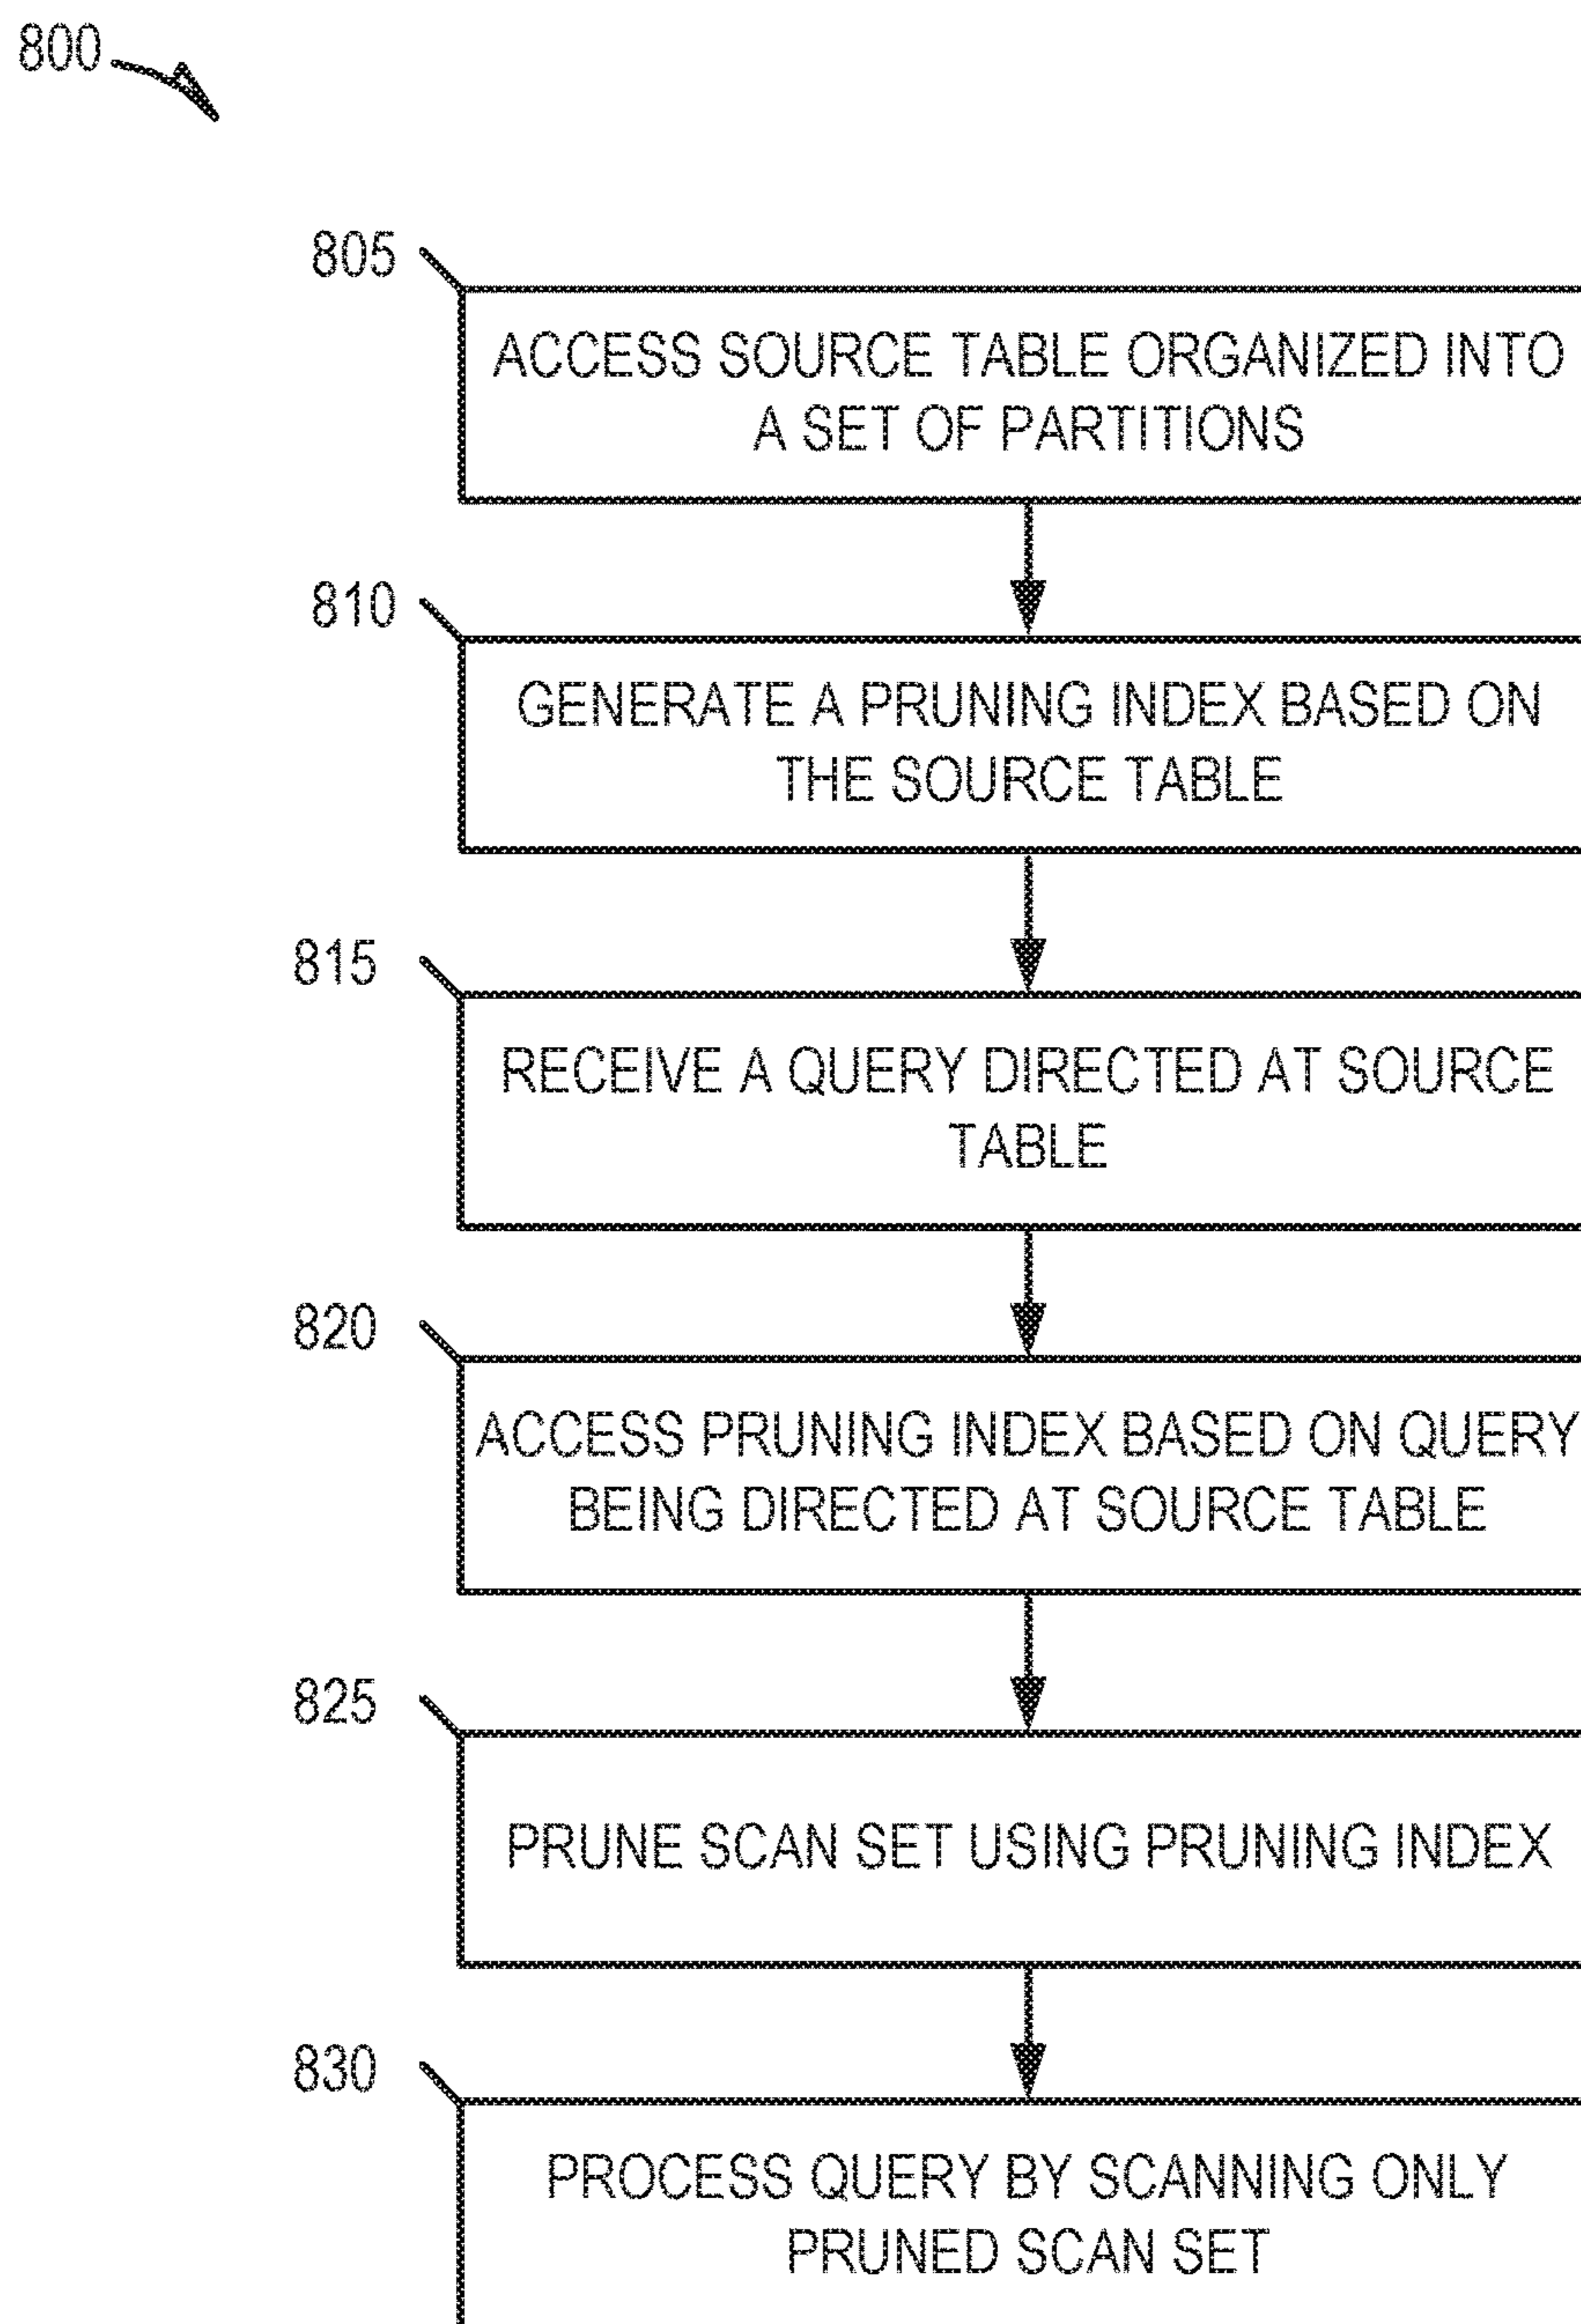 800
805
ACCESS SOURCE TABLE ORGANIZED INTO
A SET OF PARTITIONS
810
GENERATE A PRUNING INDEX BASED ON
THE SOURCE TABLE
815
RECEIVE A QUERY DIRECTED AT SOURCE
TABLE
820
ACCESS PRUNING INDEX BASED ON QUERY
BEING DIRECTED AT SOURCE TABLE
825
PRUNE SCAN SET USING PRUNING INDEX
830
PROCESS QUERY BY SCANNING ONLY
PRUNED SCAN SET